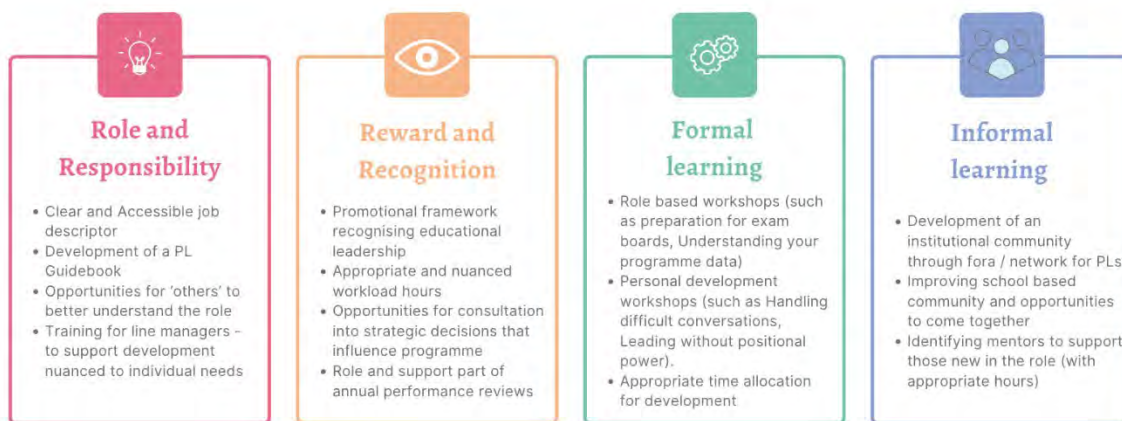 Role and
Responsibility
• Clear and Accessible job
descriptor
• Development of a PL
Guidebook
• Opportunities for 'others' to
better understand the role
• Training for line managers -
to support development
nuanced to individual needs
Reward and
Recognition
• Promotional framework
recognising educational
leadership
• Appropriate and nuanced
workload hours
• Opportunities for consultation
into strategic decisions that
influence programme
• Role and support part of
annual performance reviews
Formal
learning
• Role based workshops (such
as preparation for exam
boards, Understanding your
programme data)
• Personal development
workshops (such as Handling
difficult conversations,
Leading without positional
power).
• Appropriate time allocation
for development
Informal
learning
• Development of an
institutional community
through fora / network for PLs
• Improving school based
community and opportunities
to come together
• Identifying mentors to support
those new in the role (with
appropriate hours)